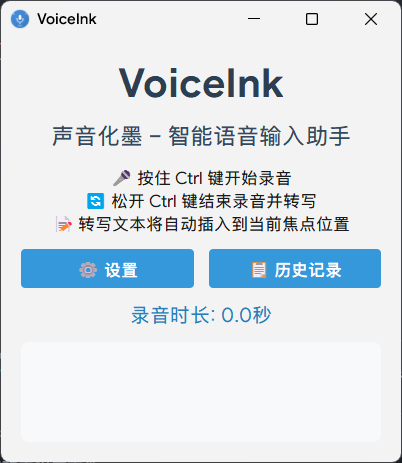 VoiceInk
VoiceInk
声音化墨 - 智能语音输入助手
🎤 按住 Ctrl 键开始录音
🔄 松开 Ctrl 键结束录音并转写
📝 转写文本将自动插入到当前焦点位置
⚙️ 设置
📋 历史记录
录音时长: 0.0秒